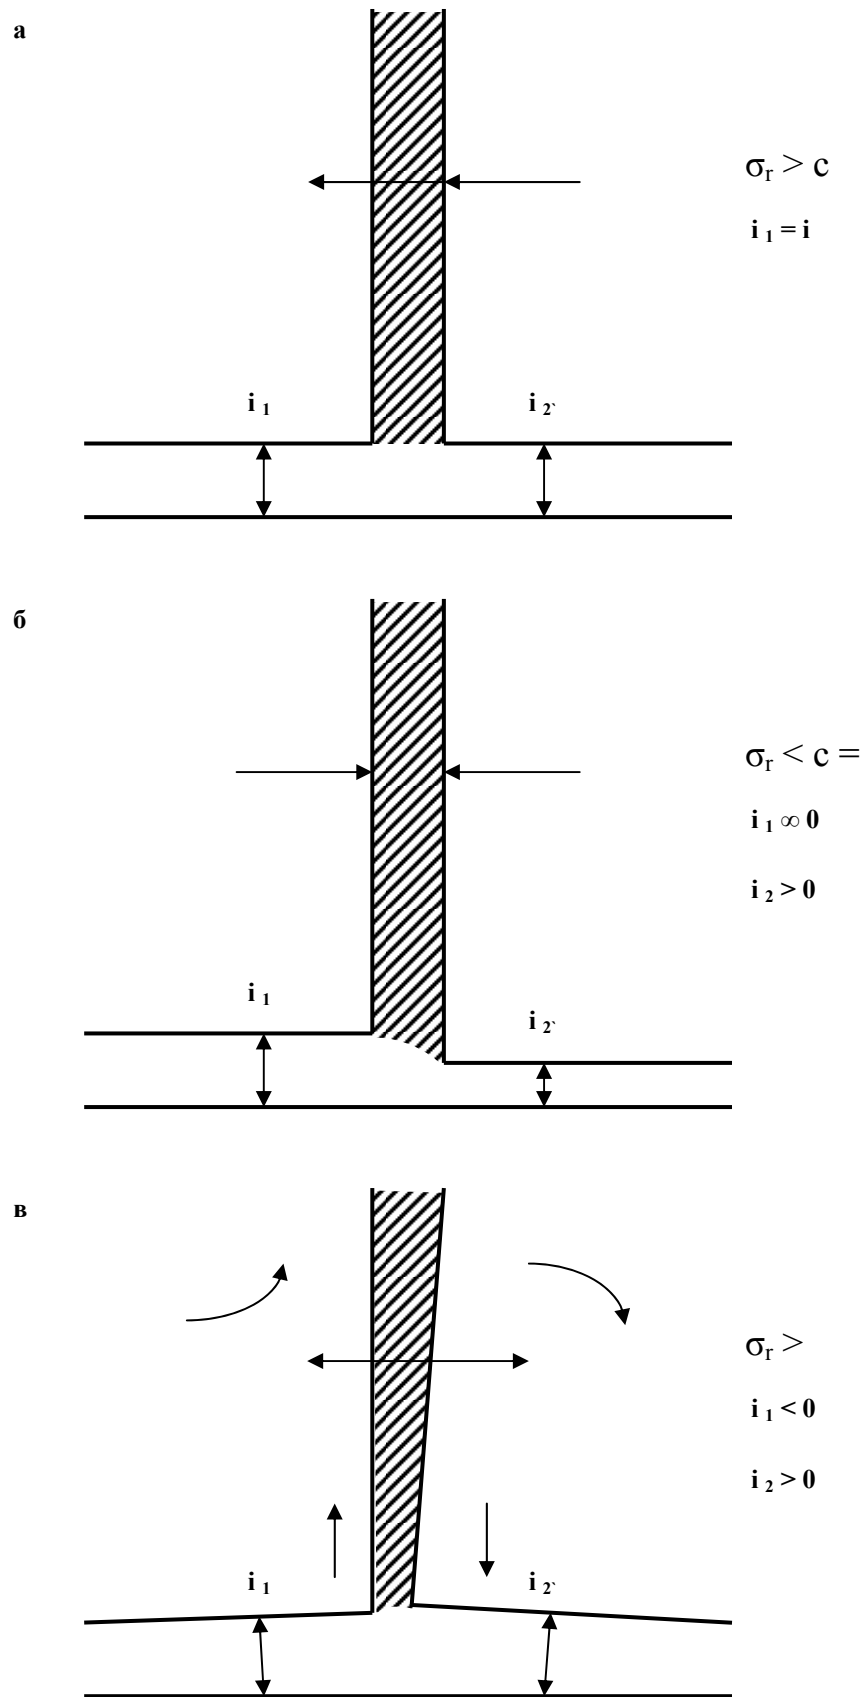 а
σᵣ > c
i ₁ = i
i ₁
i ₂`
б
σᵣ < c =
i ₁ ∞ 0
i ₂ > 0
i ₁
i ₂`
в
σᵣ >
i ₁ < 0
i ₂ > 0
i ₁
i ₂`